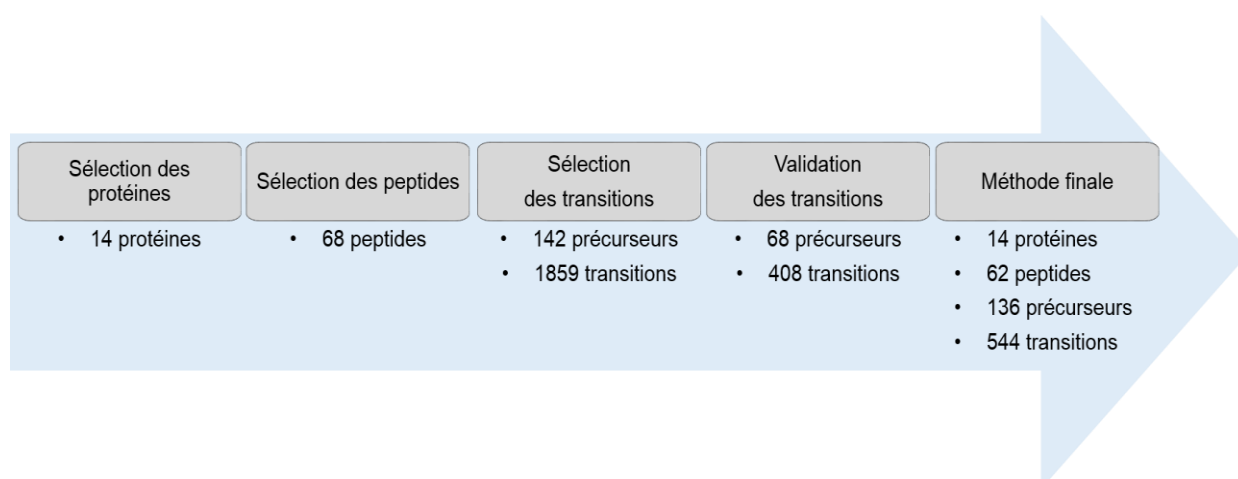 Sélection des
protéines
• 14 protéines
Sélection des peptides
• 68 peptides
Sélection
des transitions
• 142 précurseurs
• 1859 transitions
Validation
des transitions
• 68 précurseurs
• 408 transitions
Méthode finale
• 14 protéines
• 62 peptides
• 136 précurseurs
• 544 transitions